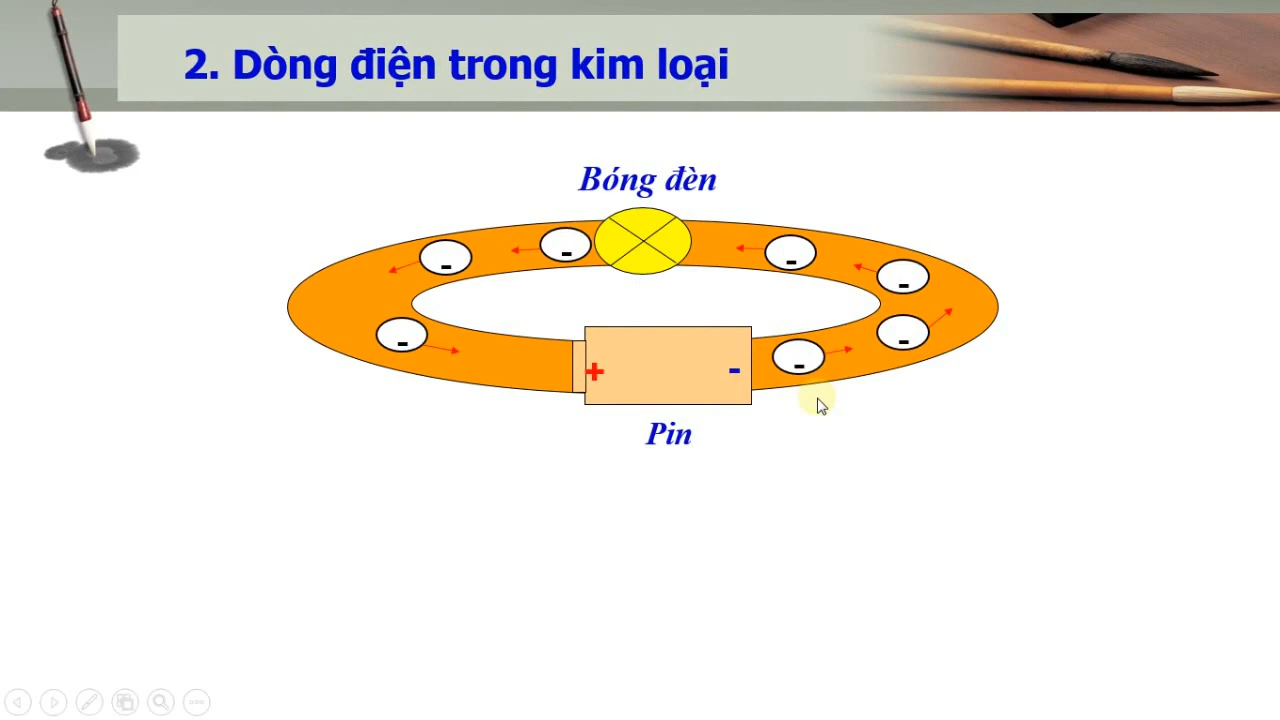 2. Dòng điện trong kim loại
Bóng đèn
- - - -
- - -
+ - -
Pin